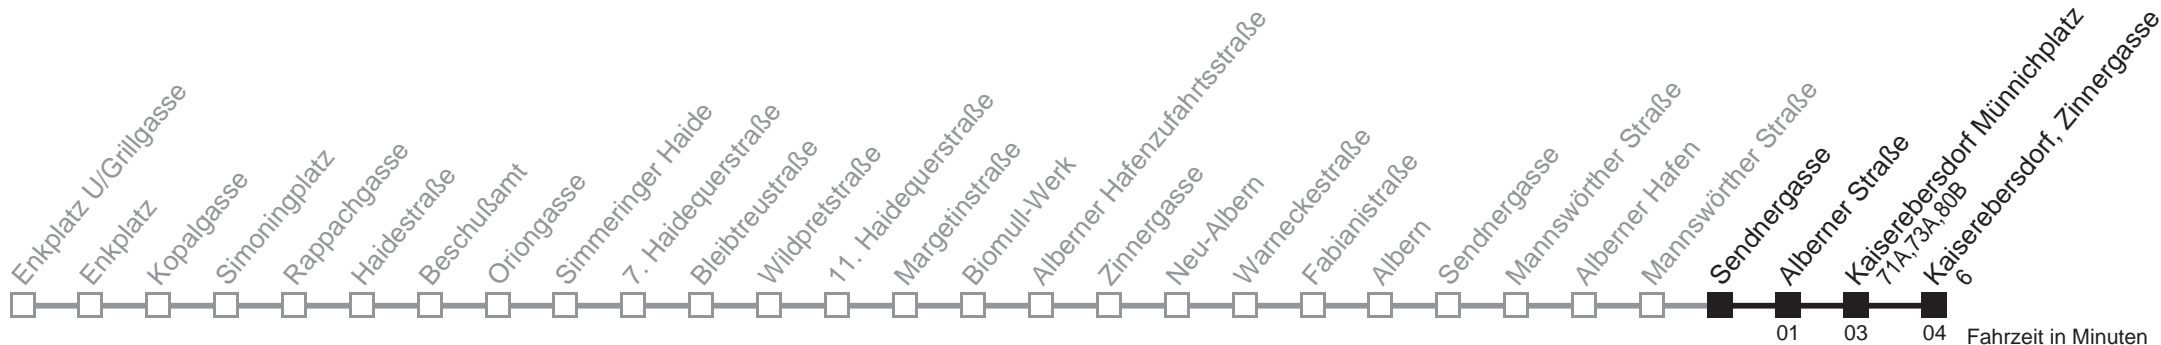 Enkplatz U/Grillgasse
Enkplatz
Kopalgasse
Simoningplatz
Rappachgasse
Haidestraße
Beschußamt
Oriongasse
Simmeringer Haide
7. Haidequerstraße
Bleibtreustraße
Wildpretstraße
11. Haidequerstraße
Margetinstraße
Biomull-Werk
Alberner Hafenzufahrtsstraße
Zinnergasse
Neu-Albern
Warneckestraße
Fabianistraße
Albern
Sendnergasse
Mannswörther Straße
Alberner Hafen
Mannswörther Straße
Sendnergasse
Alberner Straße
Kaiserebersdorf Münnichplatz
71A,73A,80B
Kaiserebersdorf, Zinnergasse
6
01
03
04
Fahrzeit in Minuten